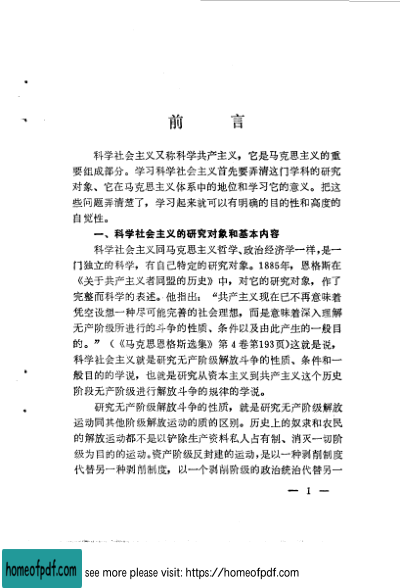 前 言
科学社会主义又称科学共产主义，它是马克思主义的重
要组成部分。学习科学社会主义首先要弄清这门学科的研究
对象、它在马克思主义体系中的地位和学习它的意义。把这
些问题弄清楚了，学习起来就可以有明确的目的性和高度的
自觉性。
一、科学社会主义的研究对象和基本内容
科学社会主义同马克思主义哲学、政治经济学一样，是一
门独立的科学，有自己特定的研究对象。1885年，恩格斯在
《关于共产主义者同盟的历史》中，对它的研究对象，作了
完整而科学的表述。他指出：“共产主义现在已不再意味着
凭空设想一种尽可能完善的社会理想，而是意味着深入理解
无产阶级所进行的斗争的性质、条件以及由此产生的一般目
的。”（《马克思恩格斯选集》第4卷第193页)这就是说，
科学社会主义就是研究无产阶级解放斗争的性质、条件和一
般目的的学说，也就是研究从资本主义到共产主义这个历史
阶段无产阶级进行解放斗争的规律的学说。
研究无产阶级解放斗争的性质，就是研究无产阶级解放
运动同其他阶级解放运动的质的区别。历史上的奴隶和农民
的解放运动都不是以铲除生产资料私人占有制、消灭一切阶
级为目的的运动。资产阶级反封建的运动，是以一种剥削制度
代替另一种剥削制度，以一个剥削阶级的政治统治代替另一
— 1 —
homeofpdf.com
see more please visit: https://homeofpdf.com